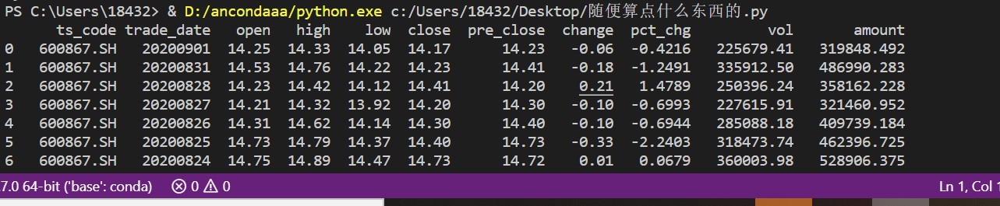 PS C:\Users\18432> & D:/ancondaaa/python.exe c:/Users/18432/Desktop/随便算点什么东西的.py
ts_code trade_date open high low close pre_close change pct_chg vol amount
0 600867.SH 20200901 14.25 14.33 14.05 14.17 14.23 -0.06 -0.4216 225679.41 319848.492
1 600867.SH 20200831 14.53 14.76 14.22 14.23 14.41 -0.18 -1.2491 335912.50 486990.283
2 600867.SH 20200828 14.23 14.42 14.12 14.41 14.20 0.21 1.4789 250396.24 358162.228
3 600867.SH 20200827 14.21 14.32 13.92 14.20 14.30 -0.10 -0.6993 227615.91 321460.952
4 600867.SH 20200826 14.31 14.62 14.14 14.30 14.40 -0.10 -0.6944 285088.18 409739.184
5 600867.SH 20200825 14.73 14.79 14.37 14.40 14.73 -0.33 -2.2403 318473.74 462396.725
6 600867.SH 20200824 14.75 14.89 14.47 14.73 14.72 0.01 0.0679 360003.98 528906.375
.7.0 64-bit ('base': conda) 0 0 Ln 1, Col 1